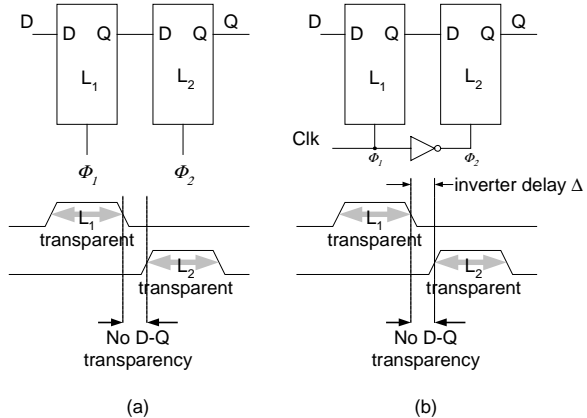 D D Q D Q Q
L1 L2
Φ1 Φ2
L1
transparent
L2
transparent
No D-Q
transparency
(a)
D D Q D Q Q
L1 L2
Clk
Φ1 Φ2
inverter delay Δ
L1
transparent
L2
transparent
No D-Q
transparency
(b)